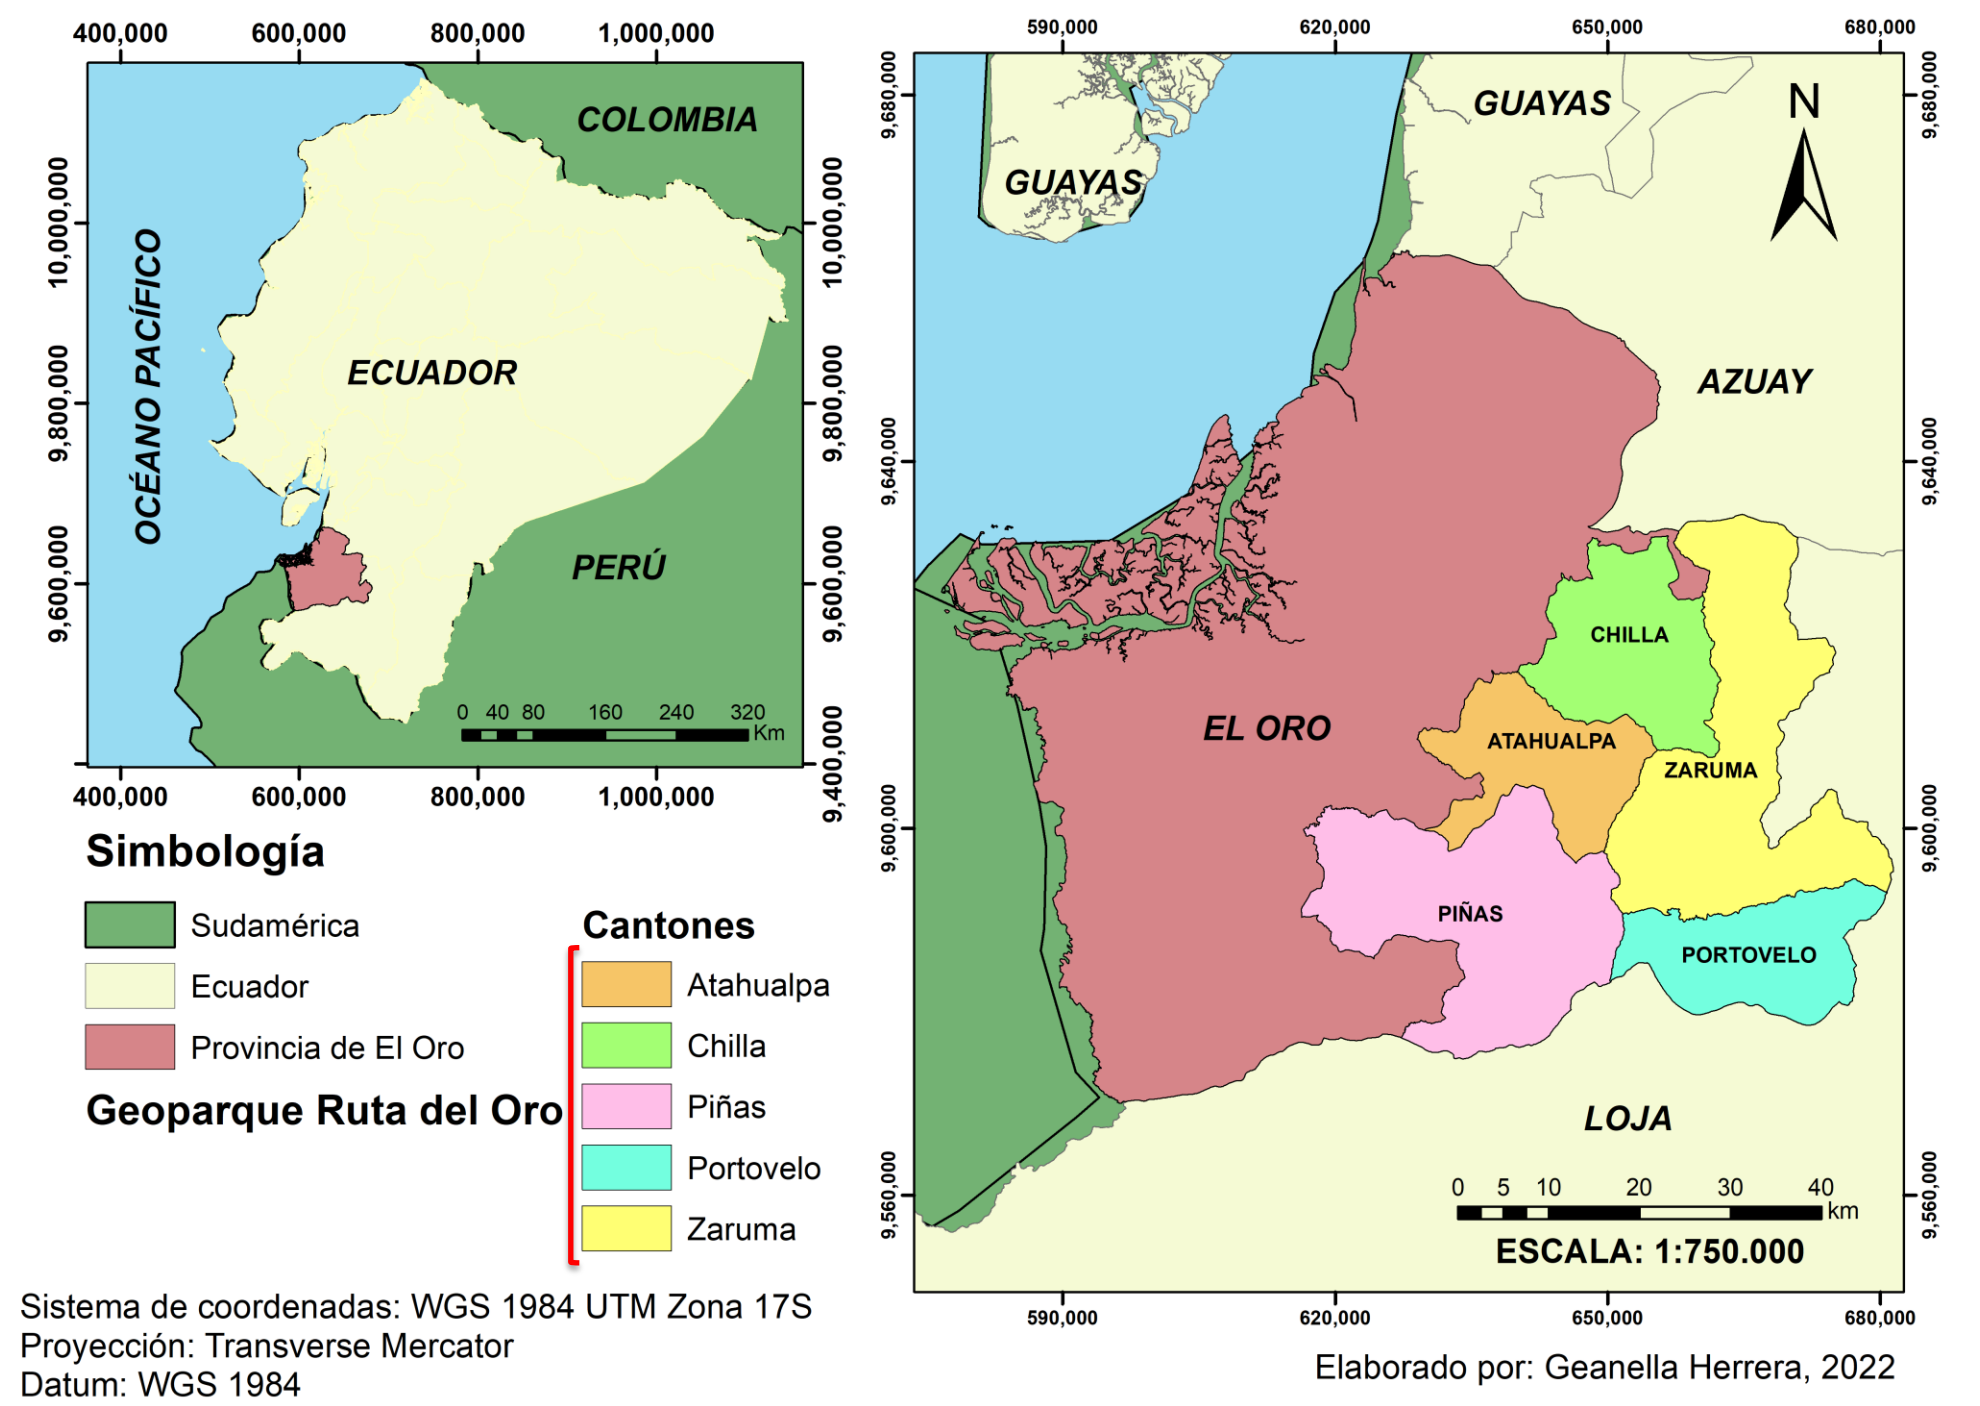 400,000 600,000 800,000 1,000,000
COLOMBIA
OCÉANO PACÍFICO
ECUADOR
PERÚ
10,000,000
9,800,000
9,600,000
10,000,000
9,800,000
9,600,000
9,400,000
0 40 80 160 240 320
Km
400,000 600,000 800,000 1,000,000
Simbología
Sudamérica
Ecuador
Provincia de El Oro
Geoparque Ruta del Oro
Cantones
Atahualpa
Chilla
Piñas
Portovelo
Zaruma
Sistema de coordenadas: WGS 1984 UTM Zona 17S
Proyección: Transverse Mercator
Datum: WGS 1984
590,000 620,000 650,000 680,000
9,680,000
9,640,000
9,600,000
9,560,000
GUAYAS
GUAYAS
N
AZUAY
CHILLA
EL ORO
ATAHUALPA
ZARUMA
PIÑAS
PORTOVELO
LOJA
9,680,000
9,640,000
9,600,000
9,560,000
0 5 10 20 30 40
km
ESCALA: 1:750.000
590,000 620,000 650,000 680,000
Elaborado por: Geanella Herrera, 2022